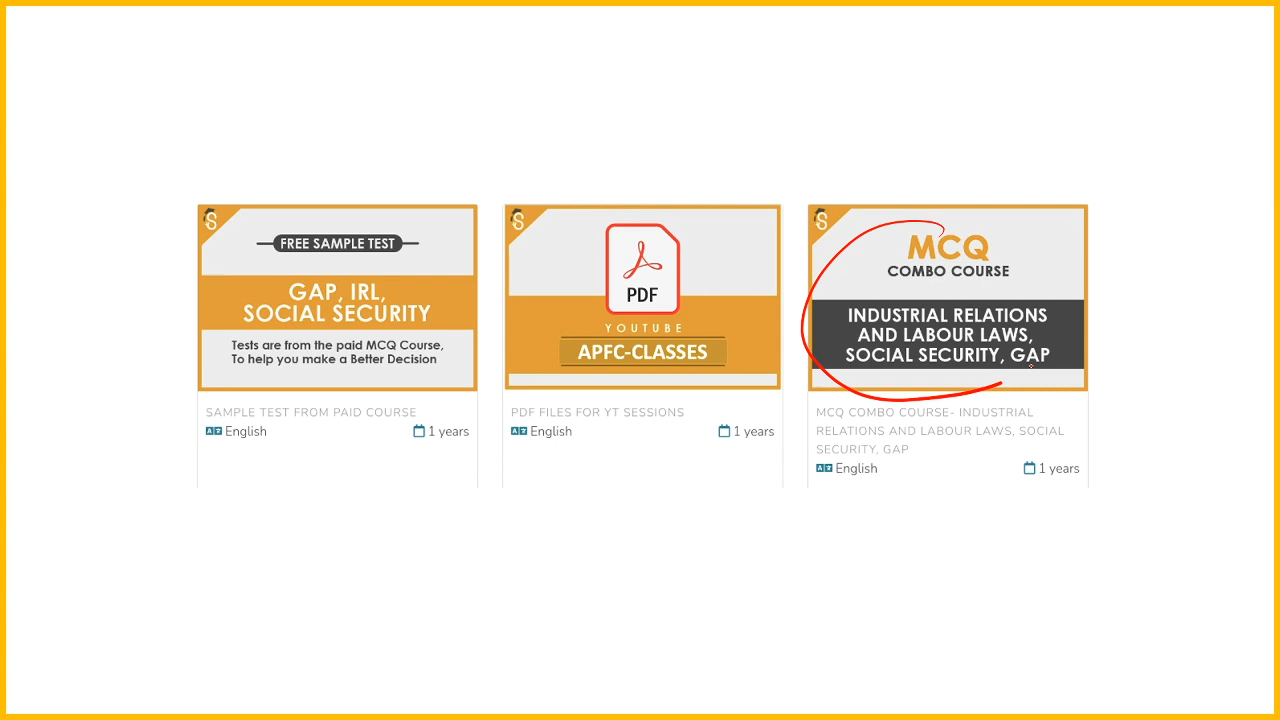 FREE SAMPLE TEST
GAP, IRL,
SOCIAL SECURITY
Tests are from the paid MCQ Course,
To help you make a Better Decision
SAMPLE TEST FROM PAID COURSE
English
1 years
PDF
YOUTUBE
APFC-CLASSES
PDF FILES FOR YT SESSIONS
English
1 years
MCQ
COMBO COURSE
INDUSTRIAL RELATIONS
AND LABOUR LAWS,
SOCIAL SECURITY, GAP
MCQ COMBO COURSE- INDUSTRIAL
RELATIONS AND LABOUR LAWS, SOCIAL
SECURITY, GAP
English
1 years